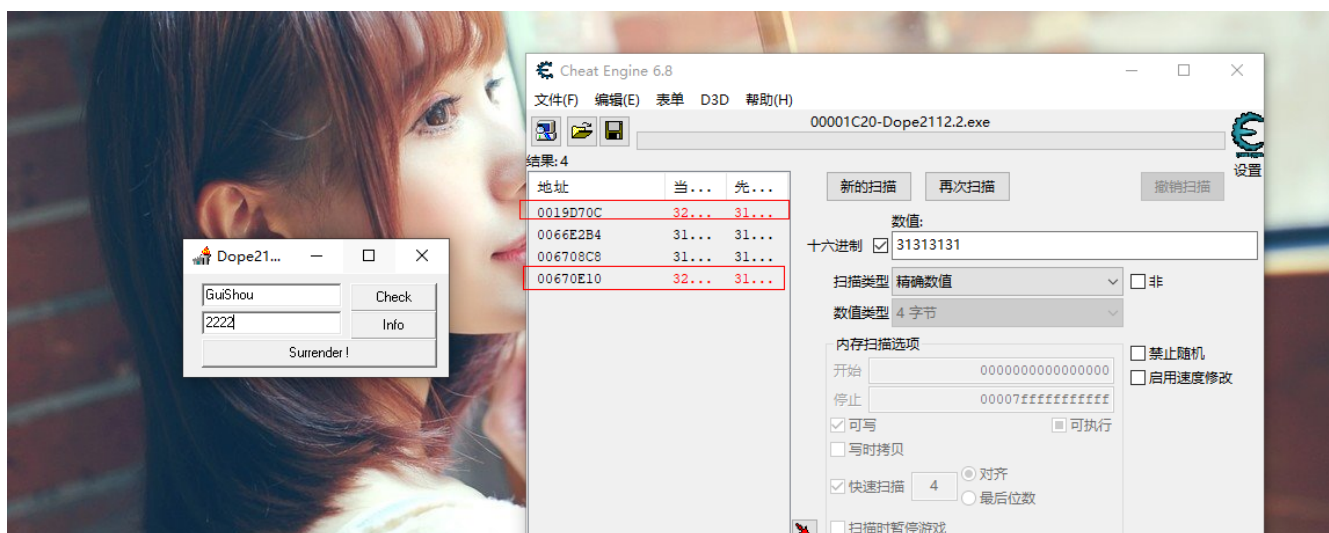 Cheat Engine 6.8
文件(F) 编辑(E) 表单 D3D 帮助(H)
00001C20-Dope2112.2.exe
结果:4
设置
地址 当... 先...
0019D70C 32... 31...
0066E2B4 31... 31...
006708C8 31... 31...
00670E10 32... 31...
新的扫描 再次扫描 撤销扫描
数值:
十六进制 31313131
扫描类型 精确数值 非
数值类型 4 字节
内存扫描选项
开始 0000000000000000
停止 00007fffffffffff
可写 可执行
写时拷贝
快速扫描 4 对齐
最后位数
扫描时暂停游戏
禁止随机
启用速度修改
Dope21...
GuiShou Check
2222 Info
Surrender !